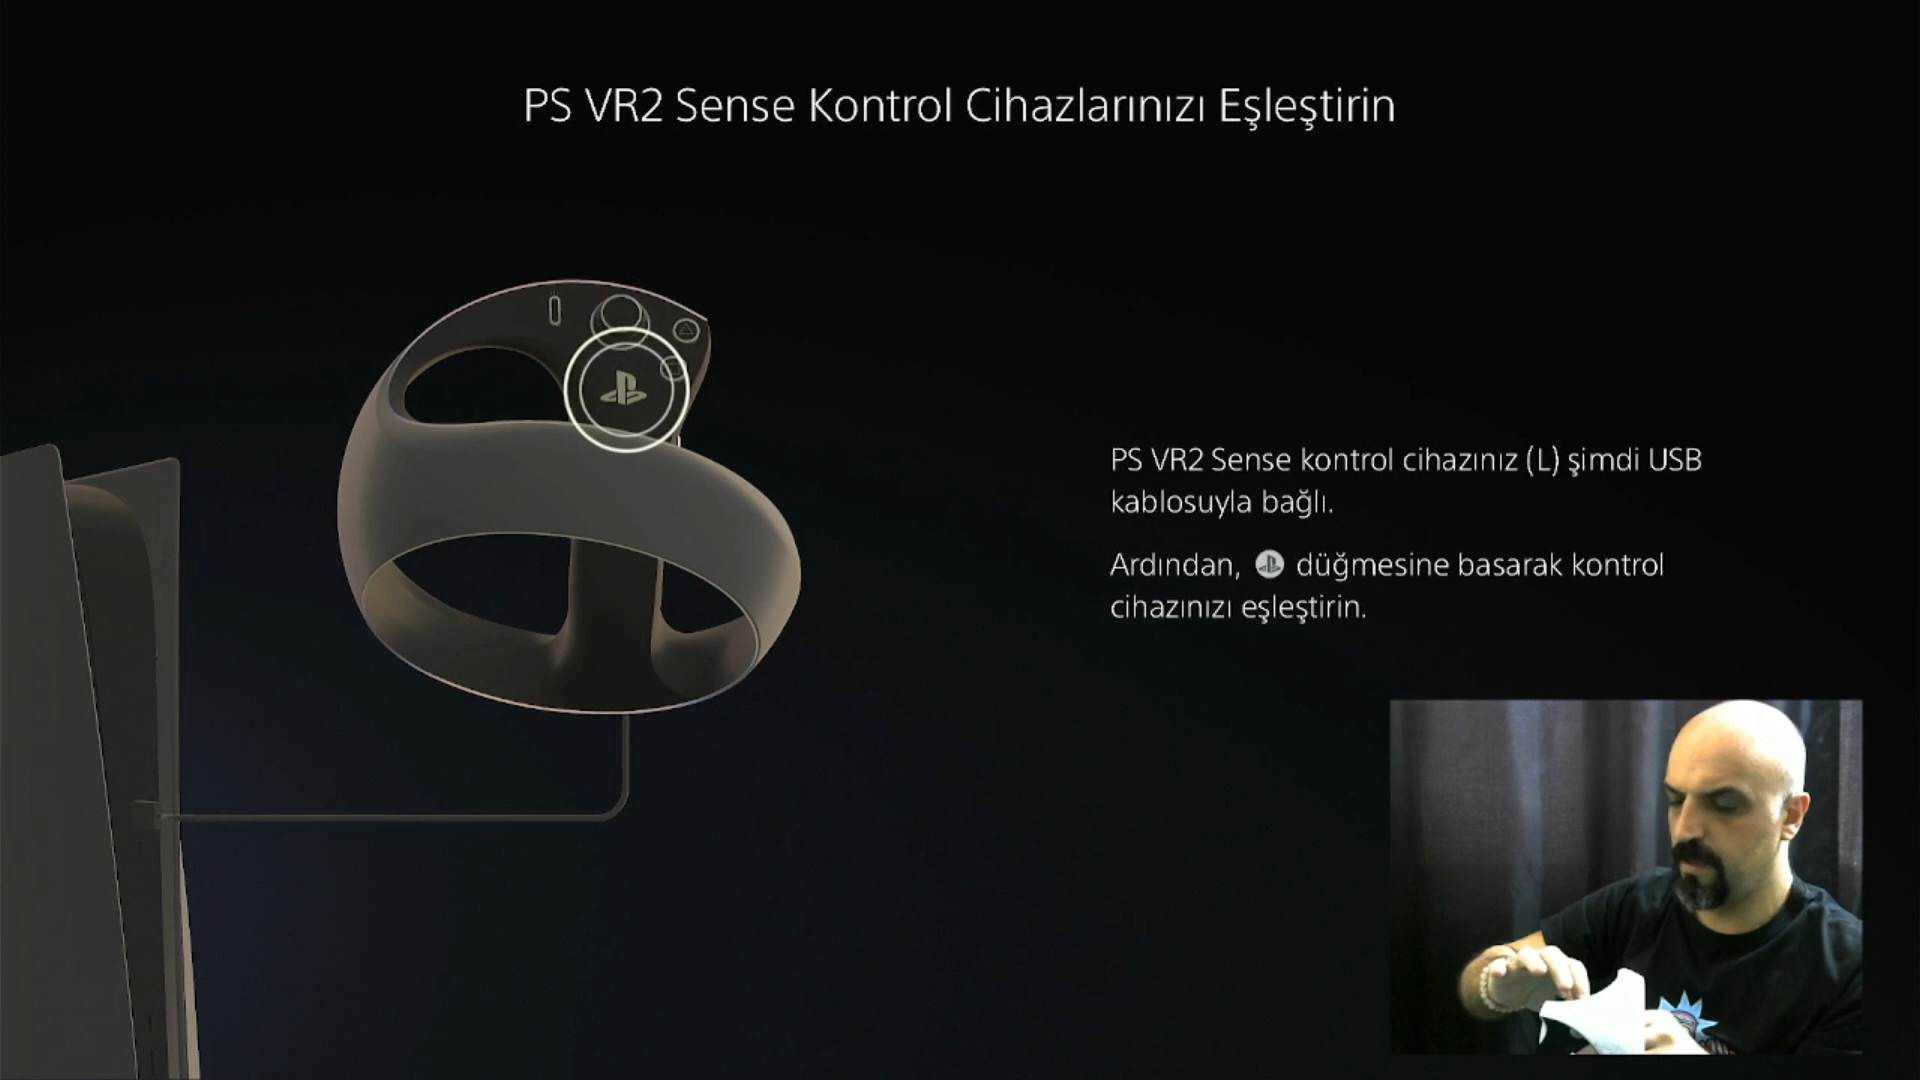 PS VR2 Sense Kontrol Cihazlarınızı Eşleştirin
PS VR2 Sense kontrol cihazınız (L) şimdi USB
kablosuyla bağlı.
Ardından, düğmesine basarak kontrol
cihazınızı eşleştirin.